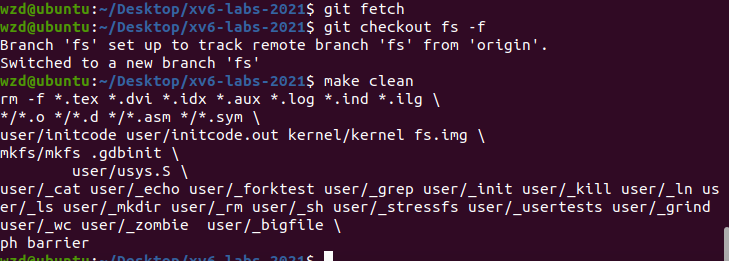 wzd@ubuntu:~/Desktop/xv6-labs-2021$ git fetch
wzd@ubuntu:~/Desktop/xv6-labs-2021$ git checkout fs -f
Branch 'fs' set up to track remote branch 'fs' from 'origin'.
Switched to a new branch 'fs'
wzd@ubuntu:~/Desktop/xv6-labs-2021$ make clean
rm -f *.tex *.dvi *.idx *.aux *.log *.ind *.ilg \
*/*.o */*.d */*.asm */*.sym \
user/initcode user/initcode.out kernel/kernel fs.img \
mkfs/mkfs .gdbinit \
        user/usys.S \
user/_cat user/_echo user/_forktest user/_grep user/_init user/_kill user/_ln us
er/_ls user/_mkdir user/_rm user/_sh user/_stressfs user/_usertests user/_grind
user/_wc user/_zombie  user/_bigfile \
ph barrier
wzd@ubuntu:~/Desktop/xv6-labs-2021$